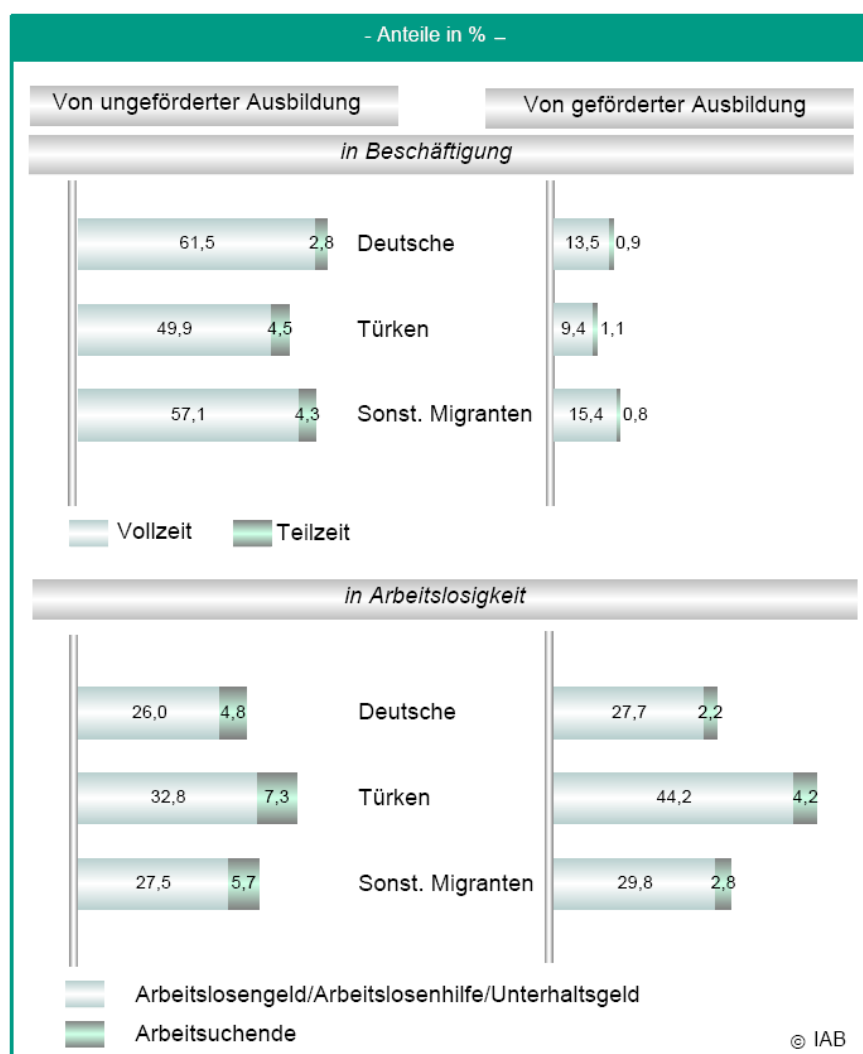 - Anteile in % –
Von ungeförderter Ausbildung
Von geförderter Ausbildung
in Beschäftigung
61,5 2,8 Deutsche 13,5 0,9
49,9 4,5 Türken 9,4 1,1
57,1 4,3 Sonst. Migranten 15,4 0,8
Vollzeit Teilzeit
in Arbeitslosigkeit
26,0 4,8 Deutsche 27,7 2,2
32,8 7,3 Türken 44,2 4,2
27,5 5,7 Sonst. Migranten 29,8 2,8
Arbeitslosengeld/Arbeitslosenhilfe/Unterhaltsgeld
Arbeitsuchende
© IAB